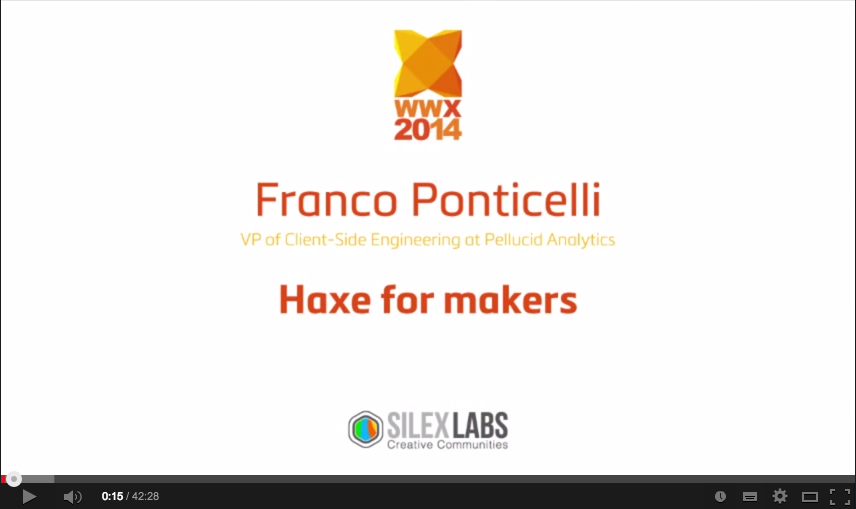 WWX
2014
Franco Ponticelli
VP of Client-Side Engineering at Pellucid Analytics
Haxe for makers
SILEX LABS
Creative Communities
0:15 / 42:28